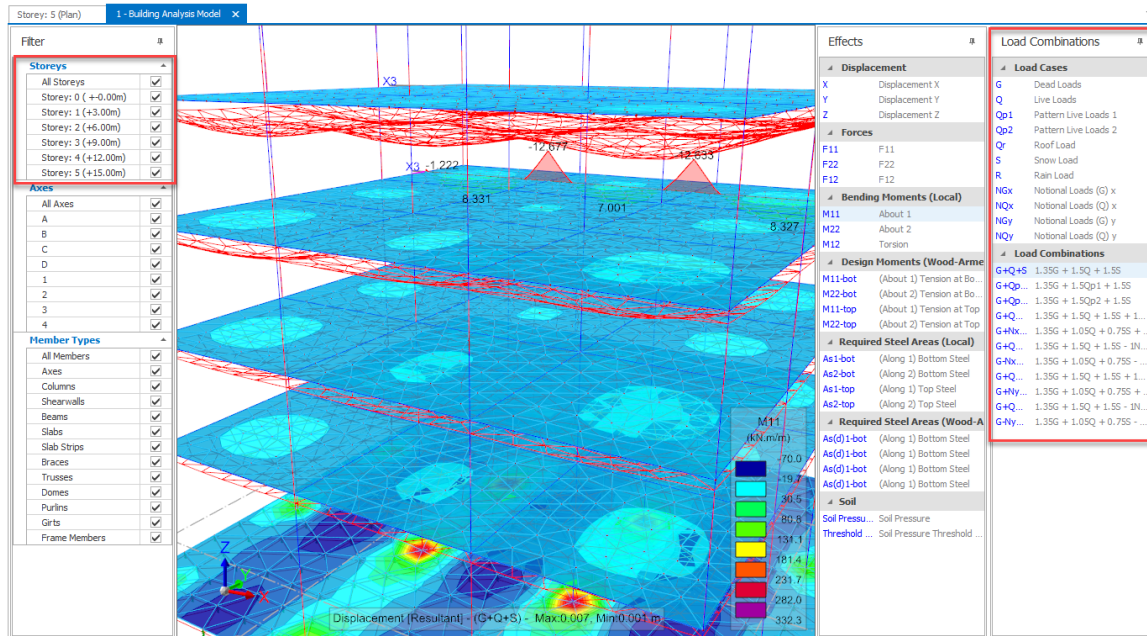 Storey: 5 (Plan)
1 - Building Analysis Model ×
Filter
Storeys
All Storeys
Storey: 0 ( +-0.00m)
Storey: 1 (+3.00m)
Storey: 2 (+6.00m)
Storey: 3 (+9.00m)
Storey: 4 (+12.00m)
Storey: 5 (+15.00m)
Axes
All Axes
A
B
C
D
1
2
3
4
Member Types
All Members
Axes
Columns
Shearwalls
Beams
Slabs
Slab Strips
Braces
Trusses
Domes
Purlins
Girts
Frame Members
X3
-12.677
X3 -1.222
8.331
7.001
8.327
M11
(kN.m/m)
-70.0
-19.7
30.5
80.8
131.1
181.4
231.7
282.0
332.3
Z
Y
X
Displacement [Resultant] - (G+Q+S) - Max:0.007, Min:0.001 m
Effects
Displacement
X Displacement X
Y Displacement Y
Z Displacement Z
Forces
F11 F11
F22 F22
F12 F12
Bending Moments (Local)
M11 About 1
M22 About 2
M12 Torsion
Design Moments (Wood-Arme
M11-bot (About 1) Tension at Bo...
M22-bot (About 2) Tension at Bo...
M11-top (About 1) Tension at Top
M22-top (About 2) Tension at Top
Required Steel Areas (Local)
As1-bot (Along 1) Bottom Steel
As2-bot (Along 2) Bottom Steel
As1-top (Along 1) Top Steel
As2-top (Along 2) Top Steel
Required Steel Areas (Wood-A
As(d)1-bot (Along 1) Bottom Steel
As(d)1-bot (Along 2) Bottom Steel
As(d)1-bot (Along 1) Bottom Steel
As(d)1-bot (Along 2) Bottom Steel
Soil
Soil Pressu... Soil Pressure
Threshold ... Soil Pressure Threshold ...
Load Combinations
Load Cases
G Dead Loads
Q Live Loads
Qp1 Pattern Live Loads 1
Qp2 Pattern Live Loads 2
Qr Roof Load
S Snow Load
R Rain Load
NGx Notional Loads (G) x
NQx Notional Loads (Q) x
NGy Notional Loads (G) y
NQy Notional Loads (Q) y
Load Combinations
G+Q+S 1.35G + 1.5Q + 1.5S
G+Qp... 1.35G + 1.5Qp1 + 1.5S
G+Qp... 1.35G + 1.5Qp2 + 1.5S
G+Q... 1.35G + 1.5Q + 1.5S + 1...
G+Nx... 1.35G + 1.05Q + 0.75S + ...
G+Q... 1.35G + 1.5Q + 1.5S - 1N...
G-Nx... 1.35G + 1.05Q + 0.75S - ...
G+Q... 1.35G + 1.5Q + 1.5S + 1...
G+Ny... 1.35G + 1.05Q + 0.75S + ...
G+Q... 1.35G + 1.5Q + 1.5S - 1N...
G-Ny... 1.35G + 1.05Q + 0.75S - ...